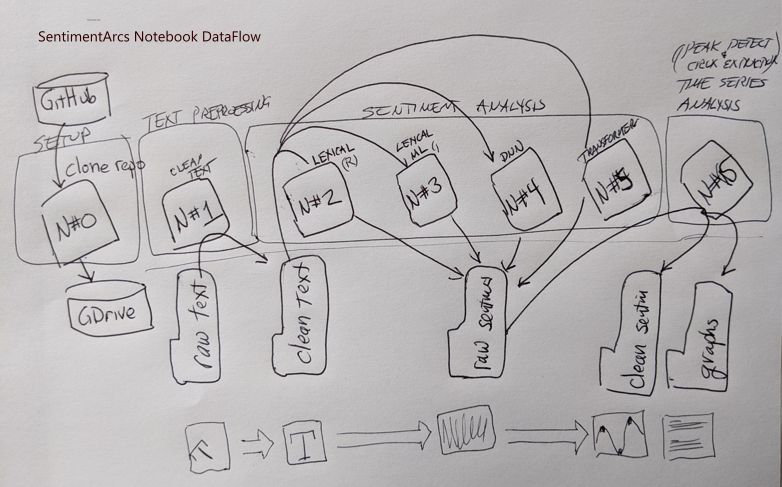 SentimentArcs Notebook DataFlow
(PEAK DETECT &
CRUX EXTRACTION)
TIME SERIES
ANALYSIS
GitHub
SETUP
TEXT PREPROSSING
SENTIMENT ANALYSIS
clone repo
CLEAN
TEXT
LEXICAL
(R)
LEXICAL
ML
DNN
TRANSFORMER
N#0
N#1
N#2
N#3
N#4
N#5
N#6
GDrive
raw text
clean text
raw
clean sentim
graphs
T